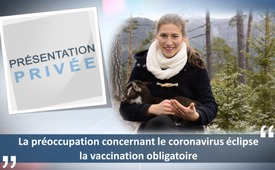 PRÉSENTATION
PRIVÉE
La préoccupation concernant le coronavirus éclipse
la vaccination obligatoire